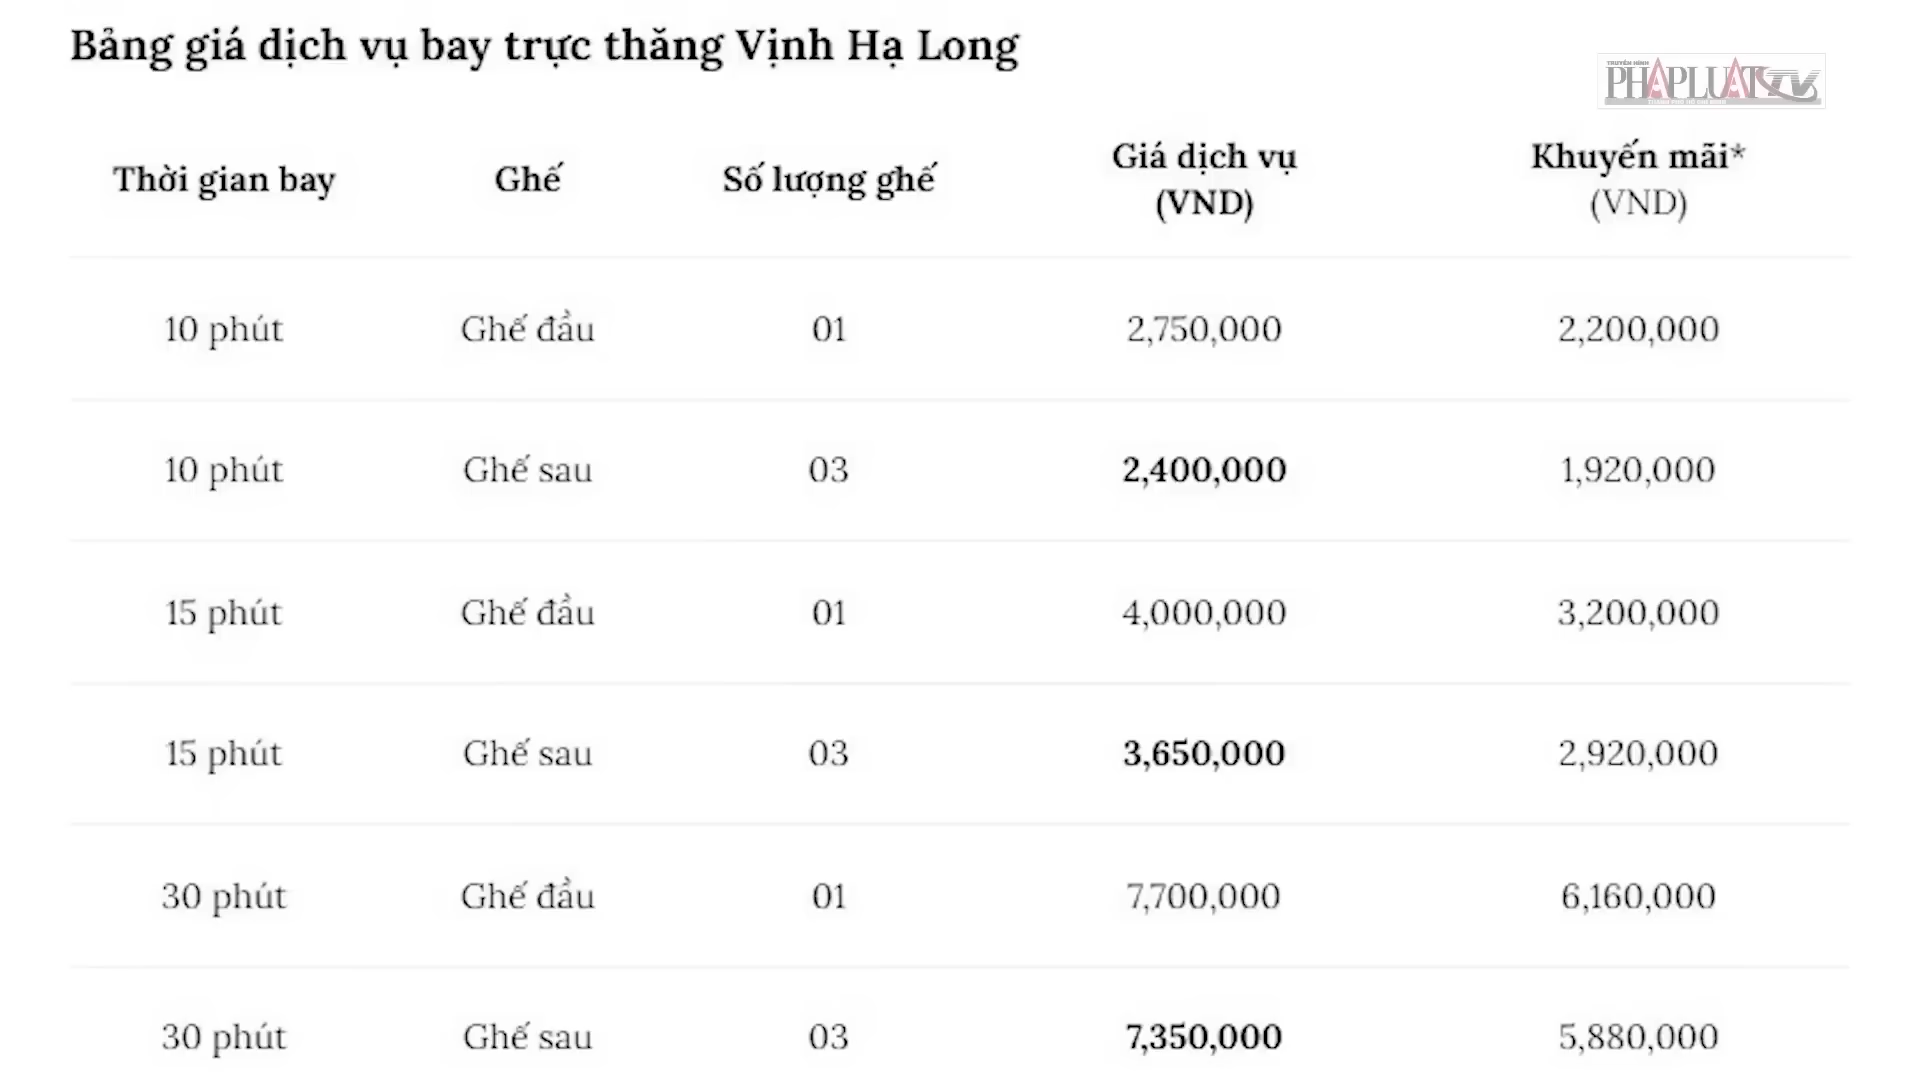 Bảng giá dịch vụ bay trực thăng Vịnh Hạ Long
TRUYỀN HÌNH
PHÁPLUẬTTV
Thời gian bay Ghế Số lượng ghế Giá dịch vụ (VND) Khuyến mãi* (VND)
10 phút Ghế đầu 01 2,750,000 2,200,000
10 phút Ghế sau 03 2,400,000 1,920,000
15 phút Ghế đầu 01 4,000,000 3,200,000
15 phút Ghế sau 03 3,650,000 2,920,000
30 phút Ghế đầu 01 7,700,000 6,160,000
30 phút Ghế sau 03 7,350,000 5,880,000